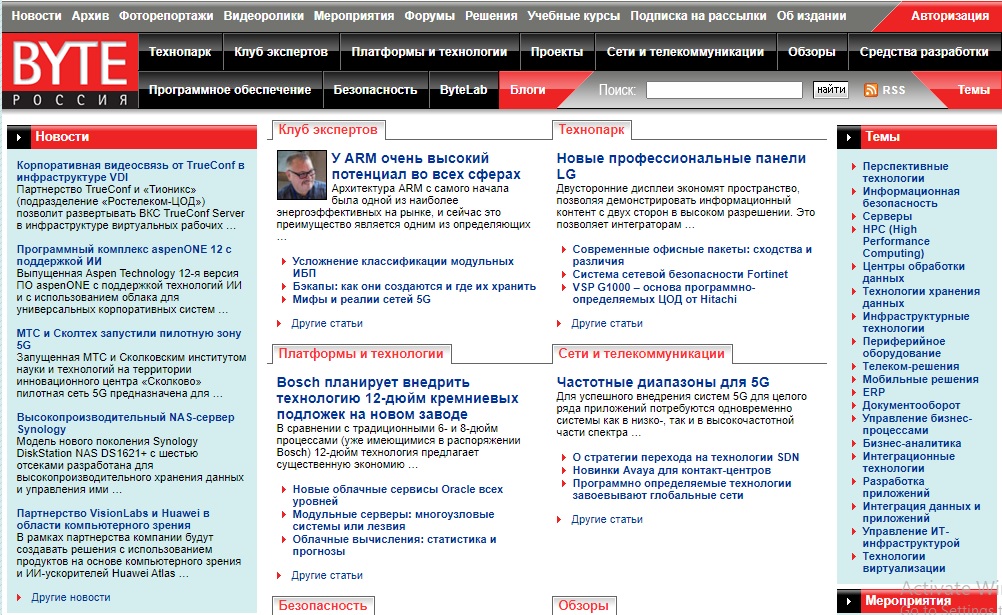 Новости Архив Фоторепортажи Видеоролики Мероприятия Форумы Решения Учебные курсы Подписка на рассылки Об издании Авторизация
BYTE
РОССИЯ
Технопарк Клуб экспертов Платформы и технологии Проекты Сети и телекоммуникации Обзоры Средства разработки
Программное обеспечение Безопасность ByteLab Блоги Поиск: найти RSS Темы
Новости
Корпоративная видеосвязь от TrueConf в
инфраструктуре VDI
Партнерство TrueConf и «Тионикс»
(подразделение «Ростелеком-ЦОД»)
позволит развертывать ВКС TrueConf Server
в инфраструктуре виртуальных рабочих ...
Программный комплекс aspenONE 12 с
поддержкой ИИ
Выпущенная Aspen Technology 12-я версия
ПО aspenONE с поддержкой технологий ИИ
и с использованием облака для
универсальных корпоративных систем ...
МТС и Сколтех запустили пилотную зону
5G
Запущенная МТС и Сколковским институтом
науки и технологий на территории
инновационного центра «Сколково»
пилотная сеть 5G предназначена для ...
Высокопроизводительный NAS-сервер
Synology
Модель нового поколения Synology
DiskStation NAS DS1621+ с шестью
отсеками разработана для
высокопроизводительного хранения данных
и управления ими ...
Партнерство VisionLabs и Huawei в
области компьютерного зрения
В рамках партнерства компании будут
создавать решения с использованием
продуктов на основе компьютерного зрения
и ИИ-ускорителей Huawei Atlas ...
Другие новости
Клуб экспертов
У ARM очень высокий
потенциал во всех сферах
Архитектура ARM с самого начала
была одной из наиболее
энергоэффективных на рынке, и сейчас это
преимущество является одним из определяющих
...
Усложнение классификации модульных
ИБП
Бэкапы: как они создаются и где их хранить
Мифы и реалии сетей 5G
Другие статьи
Технопарк
Новые профессиональные панели
LG
Двусторонние дисплеи экономят пространство,
позволяя демонстрировать информационный
контент с двух сторон в высоком разрешении. Это
позволяет интеграторам ...
Современные офисные пакеты: сходства и
различия
Система сетевой безопасности Fortinet
VSP G1000 – основа программно-
определяемых ЦОД от Hitachi
Другие статьи
Платформы и технологии
Bosch планирует внедрить
технологию 12-дюйм кремниевых
подложек на новом заводе
В сравнении с традиционными 6- и 8-дюйм
процессами (уже имеющимися в распоряжении
Bosch) 12-дюйм технология предлагает
существенную экономию ...
Новые облачные сервисы Oracle всех
уровней
Модульные серверы: многоузловые
системы или лезвия
Облачные вычисления: статистика и
прогнозы
Другие статьи
Сети и телекоммуникации
Частотные диапазоны для 5G
Для успешного внедрения систем 5G для целого
ряда приложений потребуются одновременно
системы как в низко-, так и в высокочастотной
части спектра ...
О стратегии перехода на технологии SDN
Новинки Avaya для контакт-центров
Программно определяемые технологии
завоевывают глобальные сети
Другие статьи
Безопасность
Обзоры
Темы
Перспективные
технологии
Информационная
безопасность
Серверы
HPC (High
Performance
Computing)
Центры обработки
данных
Технологии хранения
данных
Инфраструктурные
технологии
Периферийное
оборудование
Телеком-решения
Мобильные решения
ERP
Документооборот
Управление бизнес-
процессами
Бизнес-аналитика
Интеграционные
технологии
Разработка
приложений
Интеграция данных и
приложений
Управление ИТ-
инфраструктурой
Технологии
виртуализации
Activate Wi
Мероприятия
Go to Settings t